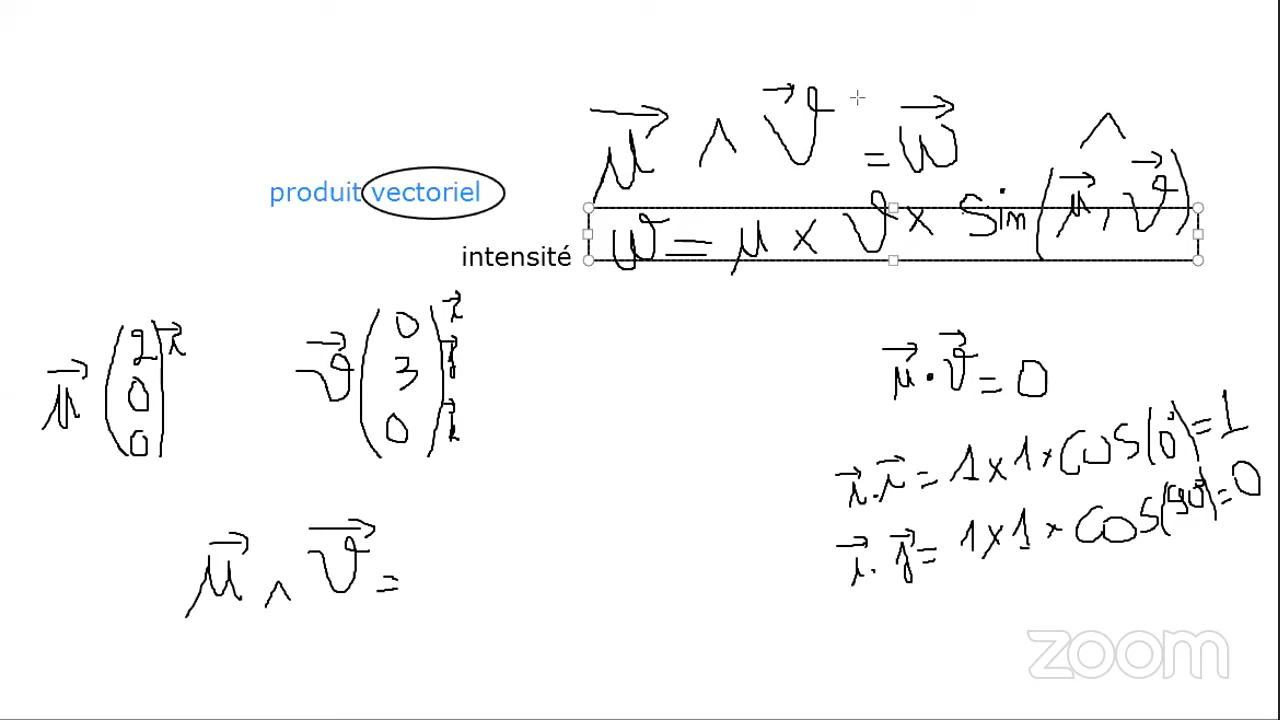 μ⃗ ∧ v⃗ = w⃗
produit vectoriel
intensité w = μ × v × sin(μ⃗, v⃗)
μ⃗ (2 0 0) i⃗
v⃗ (0 3 0) i⃗ j⃗ k⃗
μ⃗ . v⃗ = 0
i⃗ . i⃗ = 1 × 1 × cos(0°) = 1
i⃗ . j⃗ = 1 × 1 × cos(90°) = 0
μ⃗ ∧ v⃗ =
zoom